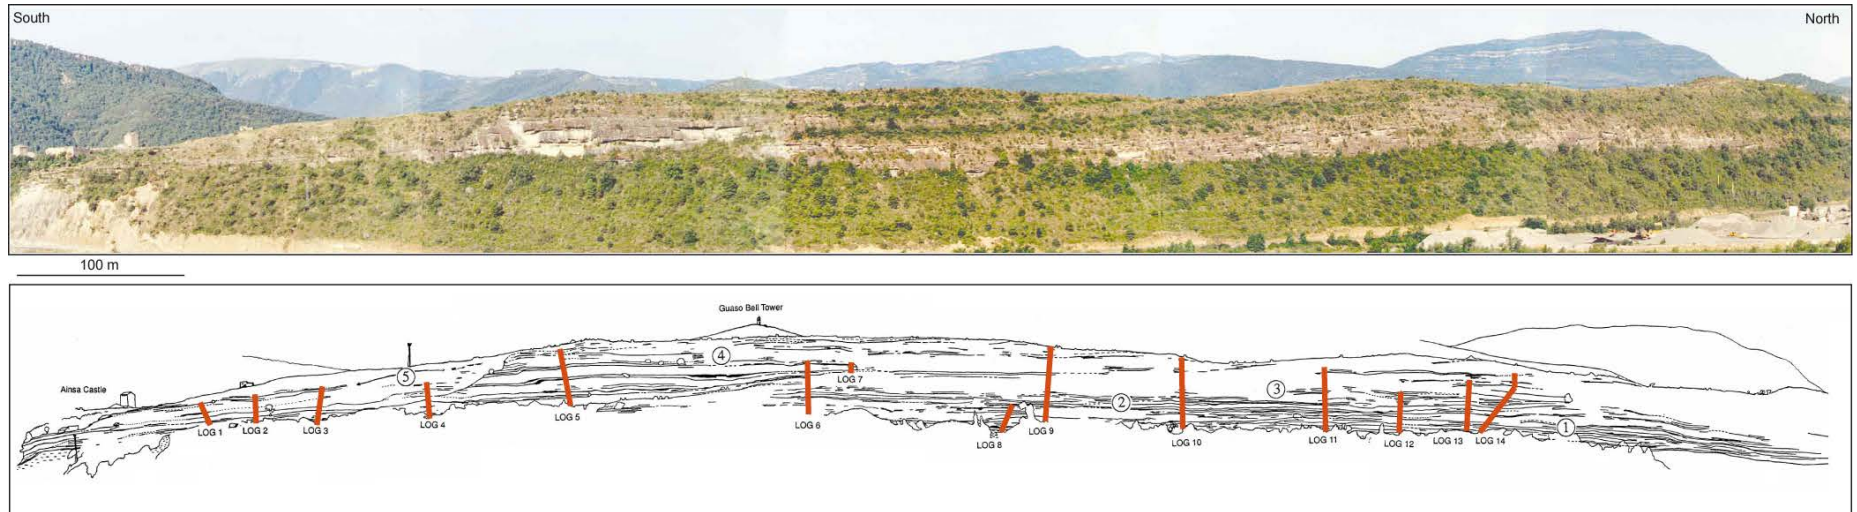 South
North
100 m
Guaso Bell Tower
Ainsa Castle
4
5
LOG 7
3
2
1
LOG 1
LOG 2
LOG 3
LOG 4
LOG 5
LOG 6
LOG 8
LOG 9
LOG 10
LOG 11
LOG 12
LOG 13
LOG 14